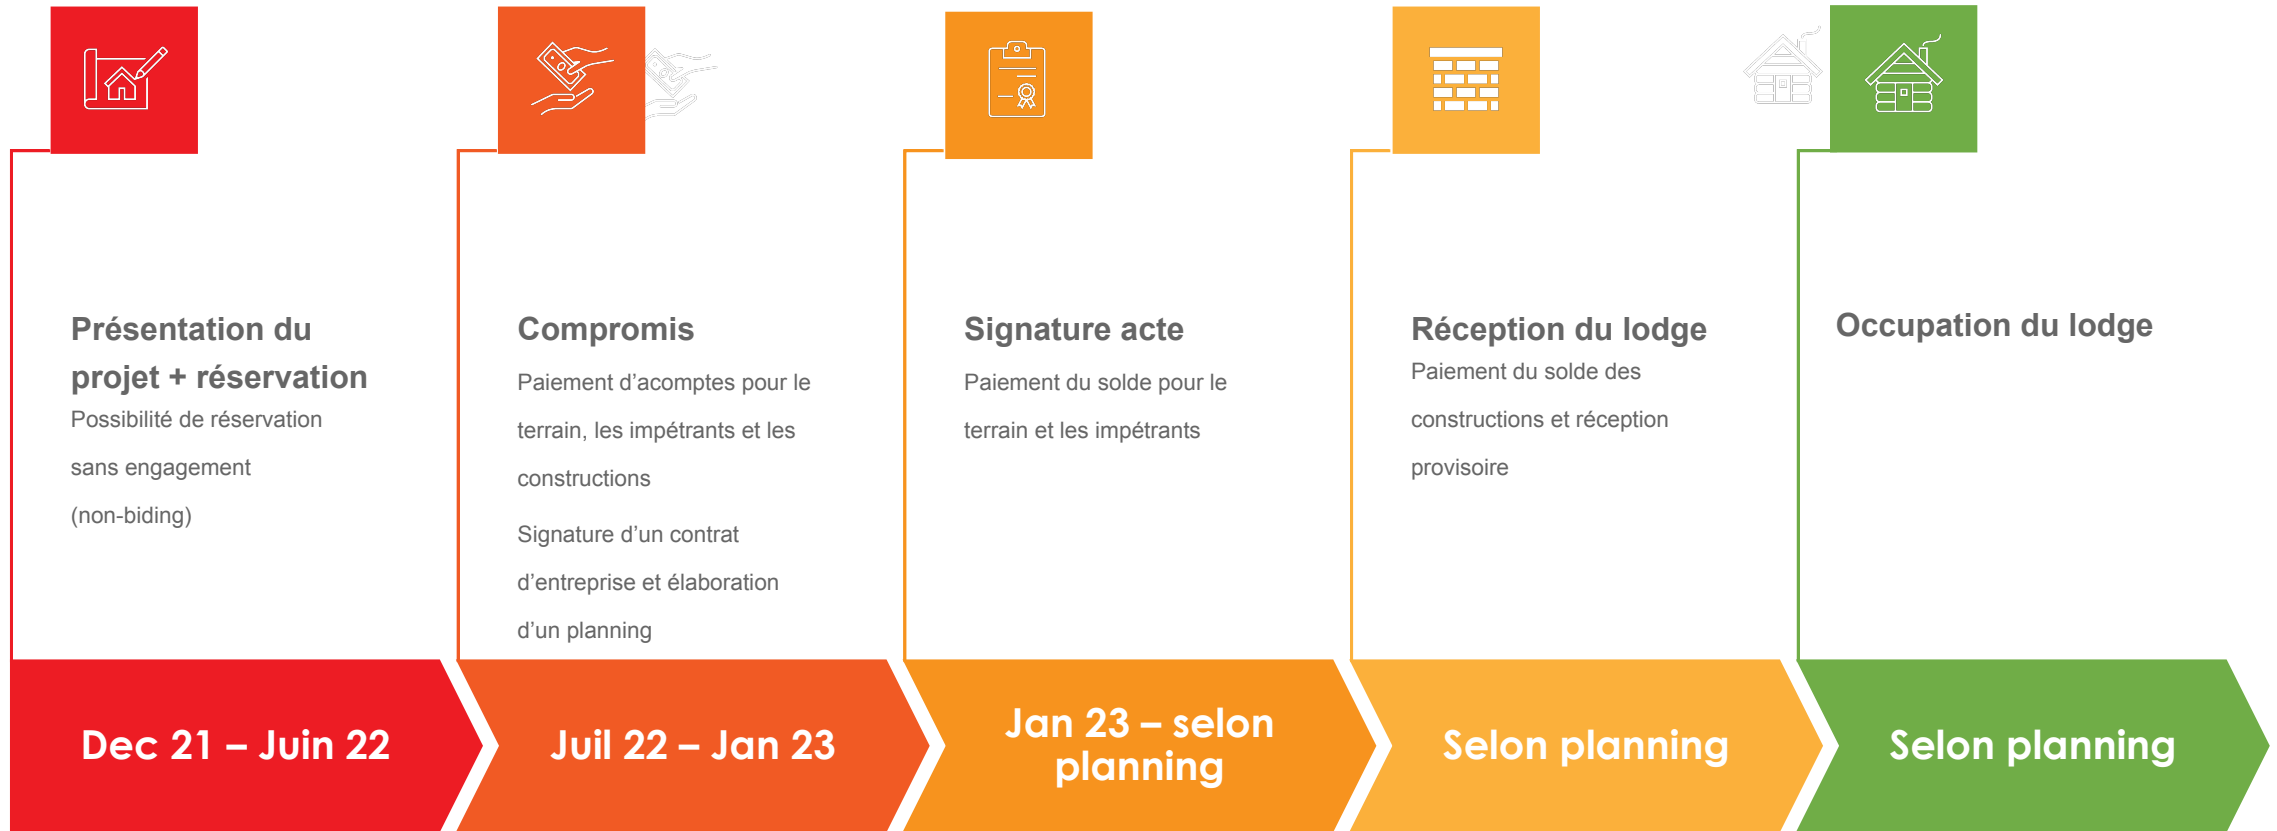 Présentation du
projet + réservation
Possibilité de réservation
sans engagement
(non-biding)
Dec 21 – Juin 22
Compromis
Paiement d’acomptes pour le
terrain, les impétrants et les
constructions
Signature d’un contrat
d’entreprise et élaboration
d’un planning
Juil 22 – Jan 23
Signature acte
Paiement du solde pour le
terrain et les impétrants
Jan 23 – selon
planning
Réception du lodge
Paiement du solde des
constructions et réception
provisoire
Selon planning
Occupation du lodge
Selon planning